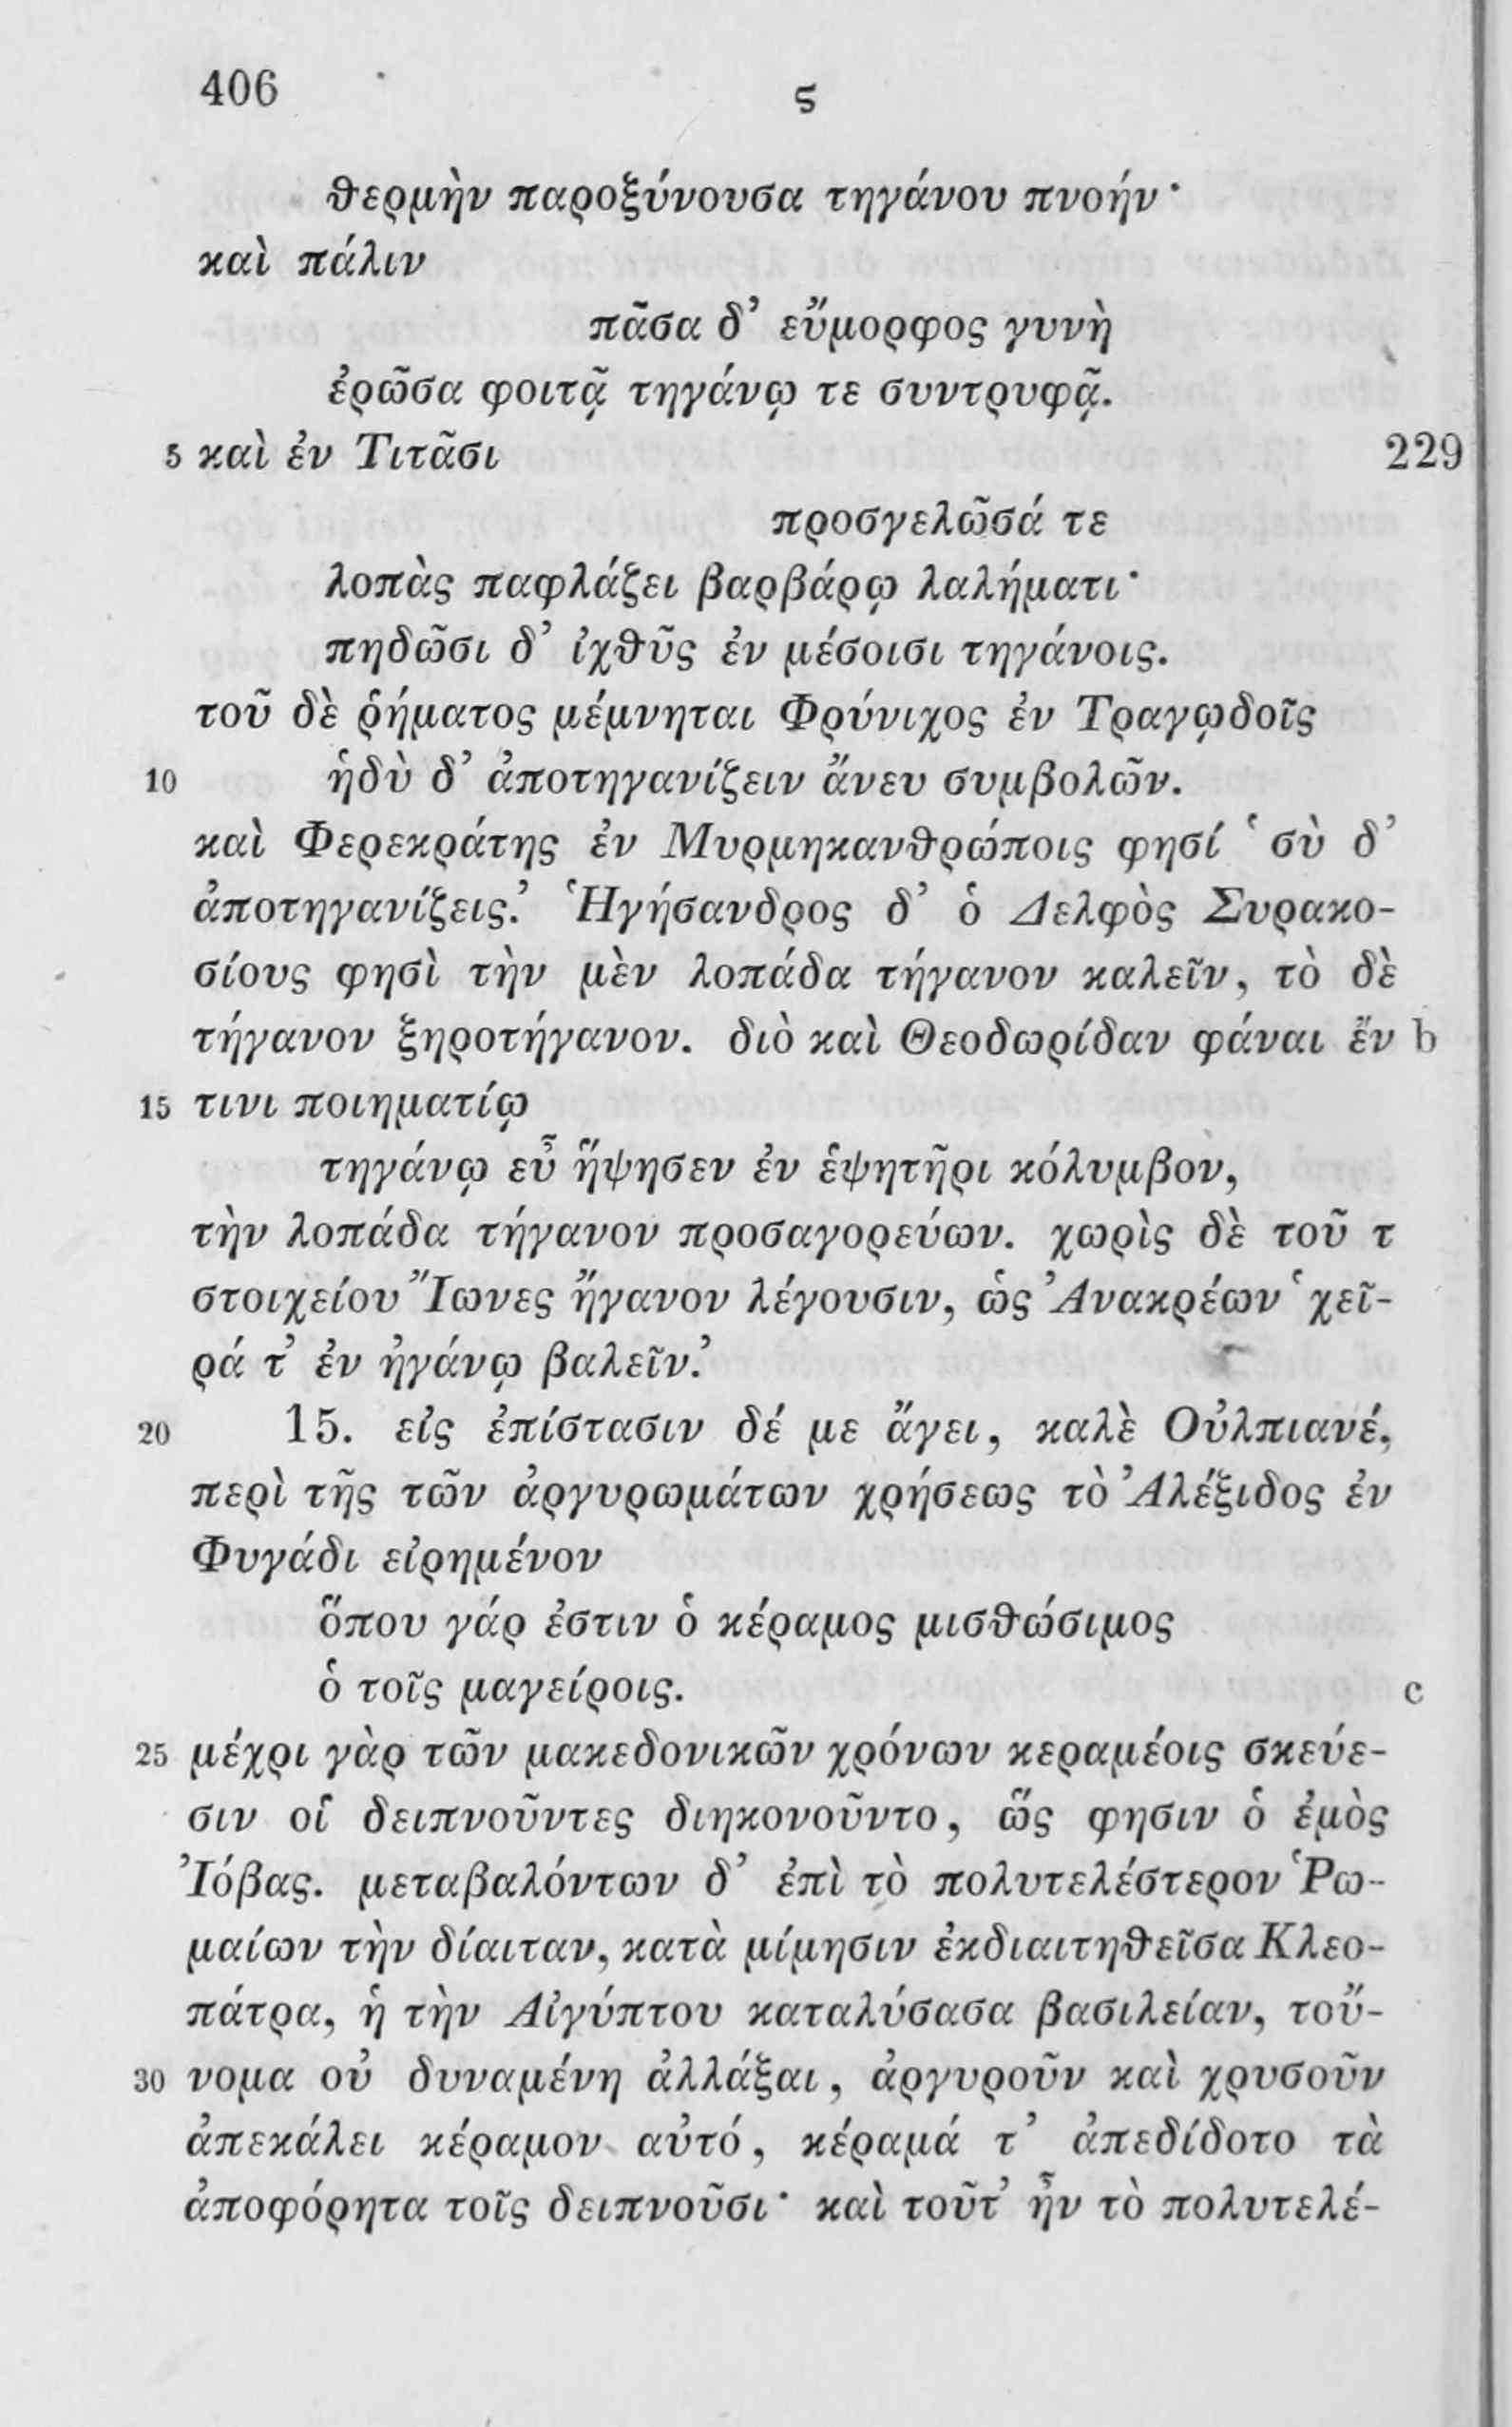 406 ϛ
θερμὴν παροξύνουσα τηγάνου πνοήν·
καὶ πάλιν
πᾶσα δ’ εὔμορφος γυνὴ
ἐρῶσα φοιτᾷ τηγάνῳ τε συντρυφᾷ.
5 καὶ ἐν Τιτᾶσι 229
προσγελῶσά τε
λοπὰς παφλάζει βαρβάρῳ λαλήματι·
πηδῶσι δ’ ἰχθῦς ἐν μέσοισι τηγάνοις.
τοῦ δὲ ῥήματος μέμνηται Φρύνιχος ἐν Τραγῳδοῖς
10 ἡδὺ δ’ ἀποτηγανίζειν ἄνευ συμβολῶν.
καὶ Φερεκράτης ἐν Μυρμηκανθρώποις φησί ‘σὺ δ’
ἀποτηγανίζεις.’ Ἡγήσανδρος δ’ ὁ Δελφὸς Συρακο-
σίους φησὶ τὴν μὲν λοπάδα τήγανον καλεῖν, τὸ δὲ
τήγανον ξηροτήγανον. διὸ καὶ Θεοδωρίδαν φάναι ἔν b
15 τινι ποιηματίῳ
τηγάνῳ εὖ ἥψησεν ἐν ἑψητῆρι κόλυμβον,
τὴν λοπάδα τήγανον προσαγορεύων. χωρὶς δὲ τοῦ τ
στοιχείου Ἴωνες ἤγανον λέγουσιν, ὡς Ἀνακρέων ‘χεῖ-
ρά τ’ ἐν ἠγάνῳ βαλεῖν.’
20 15. εἰς ἐπίστασιν δέ με ἄγει, καλὲ Οὐλπιανέ,
περὶ τῆς τῶν ἀργυρωμάτων χρήσεως τὸ Ἀλέξιδος ἐν
Φυγάδι εἰρημένον
ὅπου γάρ ἐστιν ὁ κέραμος μισθώσιμος
ὁ τοῖς μαγείροις. c
25 μέχρι γὰρ τῶν μακεδονικῶν χρόνων κεραμέοις σκεύε-
σιν οἱ δειπνοῦντες διηκονοῦντο, ὥς φησιν ὁ ἐμὸς
Ἰόβας. μεταβαλόντων δ’ ἐπὶ τὸ πολυτελέστερον Ῥω-
μαίων τὴν δίαιταν, κατὰ μίμησιν ἐκδιαιτηθεῖσα Κλεο-
πάτρα, ἡ τὴν Αἰγύπτου καταλύσασα βασιλείαν, τοὔ-
30 νομα οὐ δυναμένη ἀλλάξαι, ἀργυροῦν καὶ χρυσοῦν
ἀπεκάλει κέραμον αὐτό, κέραμά τ’ ἀπεδίδοτο τὰ
ἀποφόρητα τοῖς δειπνοῦσι· καὶ τοῦτ’ ἦν τὸ πολυτελέ-